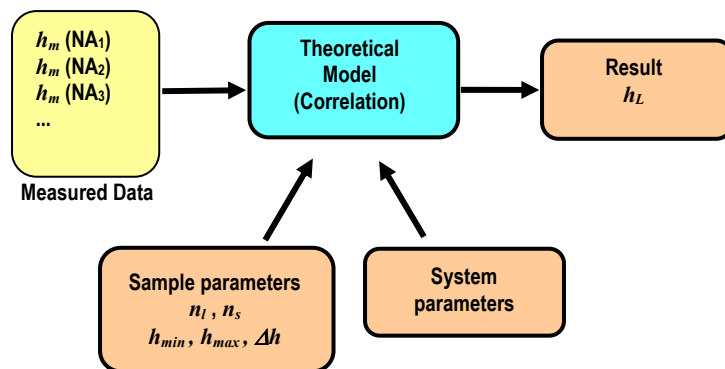 h_m (NA_1)
h_m (NA_2)
h_m (NA_3)
...
Measured Data
Theoretical
Model
(Correlation)
Result
h_L
Sample parameters
n_l , n_s
h_min , h_max , Δh
System
parameters